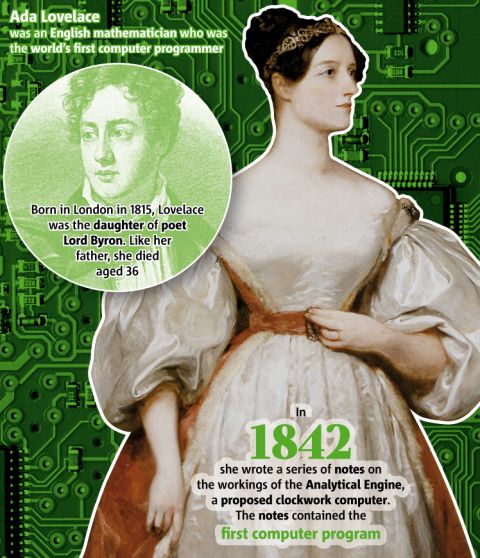 Ada Lovelace
was an English mathematician who was
the world's first computer programmer
Born in London in 1815, Lovelace
was the daughter of poet
Lord Byron. Like her
father, she died
aged 36
In
1842
she wrote a series of notes on
the workings of the Analytical Engine,
a proposed clockwork computer.
The notes contained the
first computer program